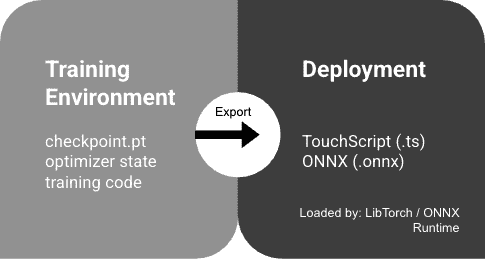 Training
Environment
checkpoint.pt
optimizer state
training code
Export
Deployment
TouchScript (.ts)
ONNX (.onnx)
Loaded by: LibTorch / ONNX
Runtime